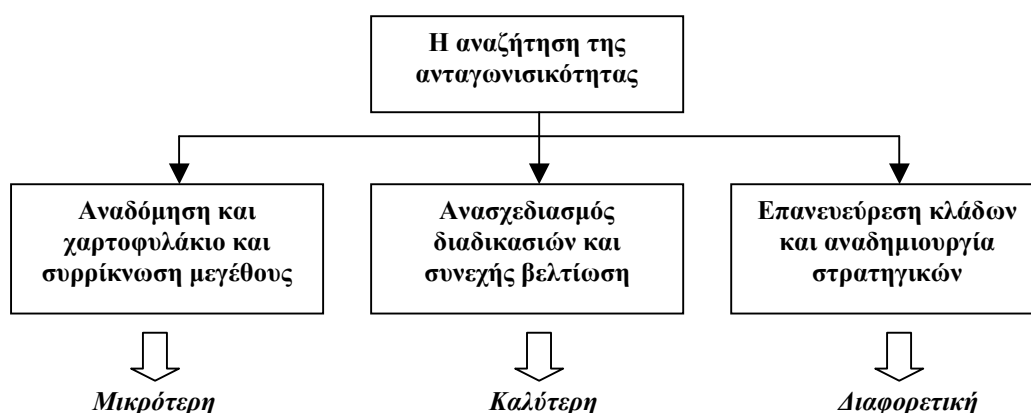 Η αναζήτηση της
ανταγωνισικότητας
Αναδόμηση και
χαρτοφυλάκιο και
συρρίκνωση μεγέθους
Ανασχεδιασμός
διαδικασιών και
συνεχής βελτίωση
Επανευεύρεση κλάδων
και αναδημιουργία
στρατηγικών
Μικρότερη
Καλύτερη
Διαφορετική